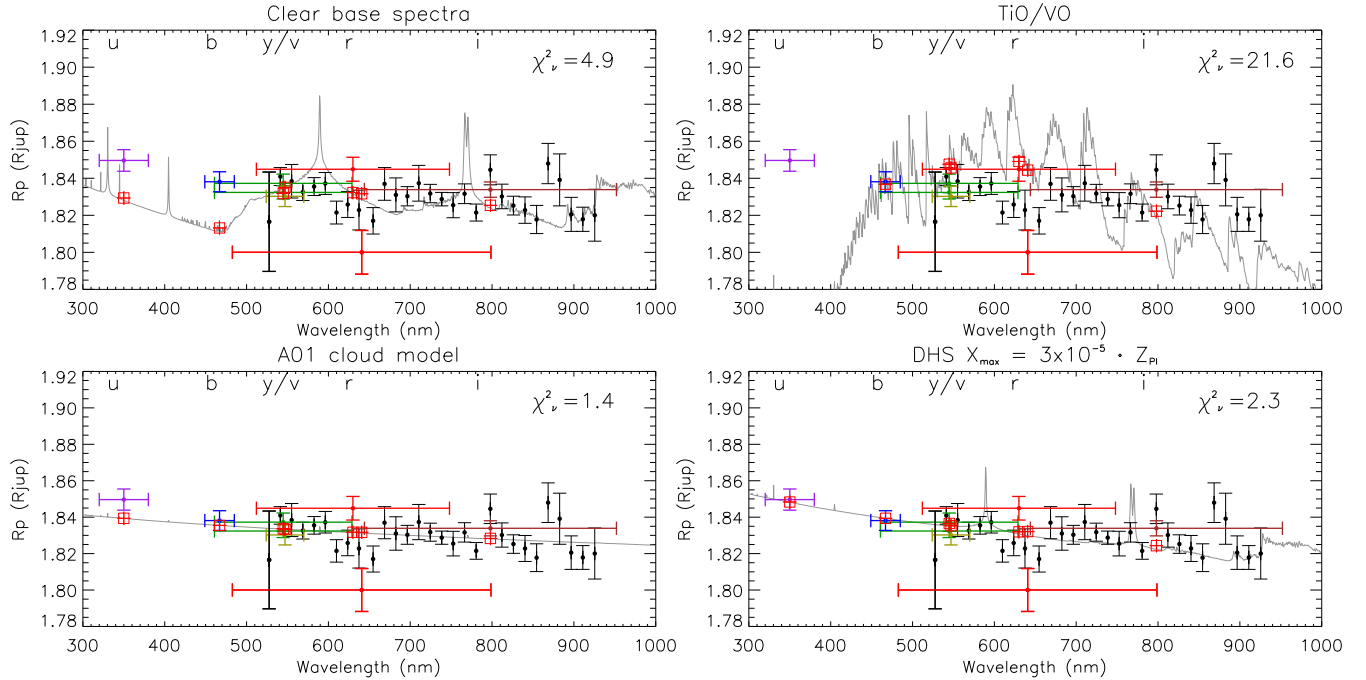 Clear base spectra
u b y/v r i
χ²ᵥ=4.9
Rp (Rjup)
1.92
1.90
1.88
1.86
1.84
1.82
1.80
1.78
300 400 500 600 700 800 900 1000
Wavelength (nm)
TiO/VO
u b y/v r i
χ²ᵥ=21.6
Rp (Rjup)
1.92
1.90
1.88
1.86
1.84
1.82
1.80
1.78
300 400 500 600 700 800 900 1000
Wavelength (nm)
A01 cloud model
u b y/v r i
χ²ᵥ=1.4
Rp (Rjup)
1.92
1.90
1.88
1.86
1.84
1.82
1.80
1.78
300 400 500 600 700 800 900 1000
Wavelength (nm)
DHS Xmax = 3x10⁻⁵ · ZPl
u b y/v r i
χ²ᵥ=2.3
Rp (Rjup)
1.92
1.90
1.88
1.86
1.84
1.82
1.80
1.78
300 400 500 600 700 800 900 1000
Wavelength (nm)